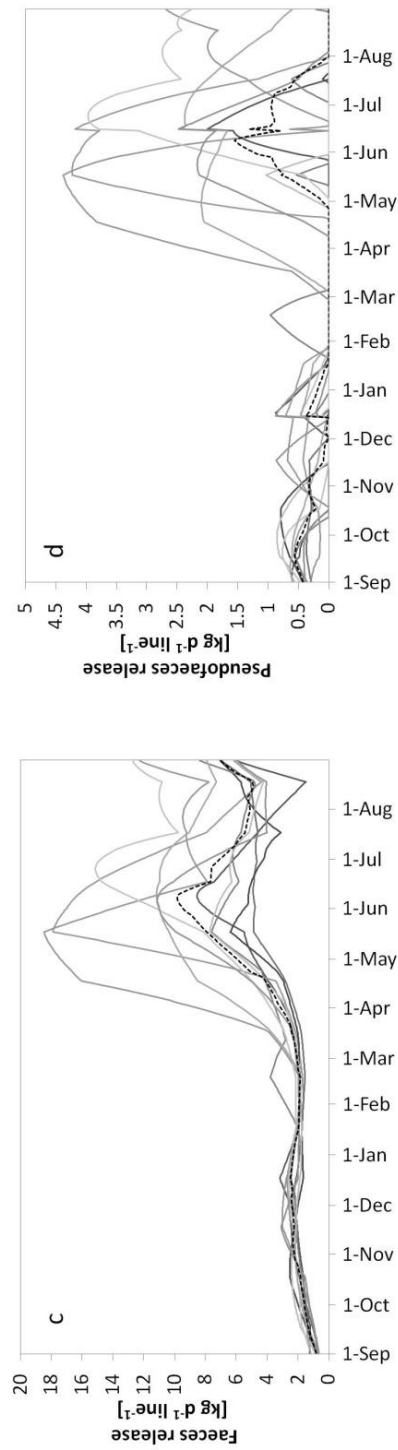 c
Faeces release
[kg d⁻¹ line⁻¹]
20
18
16
14
12
10
8
6
4
2
0
1-Sep
1-Oct
1-Nov
1-Dec
1-Jan
1-Feb
1-Mar
1-Apr
1-May
1-Jun
1-Jul
1-Aug
d
Pseudofaeces release
[kg d⁻¹ line⁻¹]
5
4.5
4
3.5
3
2.5
2
1.5
1
0.5
0
1-Sep
1-Oct
1-Nov
1-Dec
1-Jan
1-Feb
1-Mar
1-Apr
1-May
1-Jun
1-Jul
1-Aug